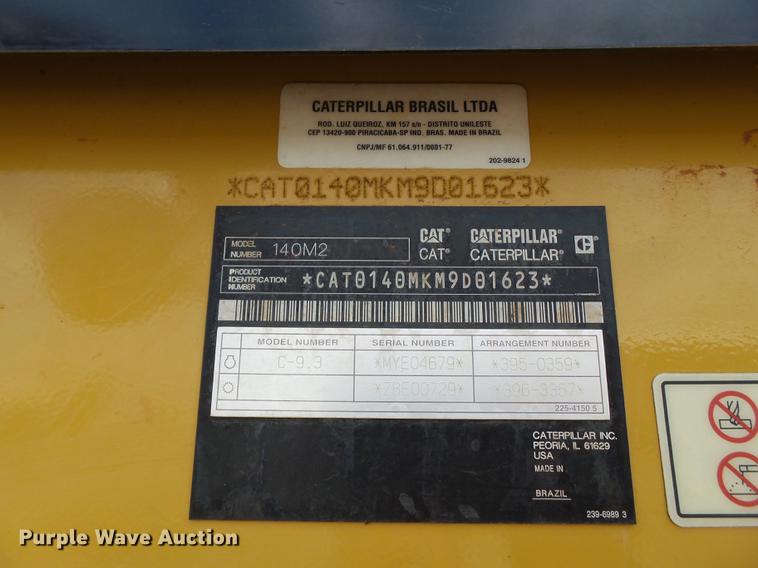 CATERPILLAR BRASIL LTDA
ROD. LUIZ QUEIROZ, KM 157 s/n - DISTRITO UNILESTE
CEP 13420-900 PIRACICABA-SP IND. BRAS. MADE IN BRAZIL
CNPJ/MF 61.064.911/0001-77
202-9824 1
*CAT0140MKM9D01623*
MODEL NUMBER 140M2
CAT CATERPILLAR
CAT® CATERPILLAR®
PRODUCT IDENTIFICATION NUMBER *CAT0140MKM9D01623*
MODEL NUMBER SERIAL NUMBER ARRANGEMENT NUMBER
C-9.3 *MYE04679* *395-0359*
*ZBE00729* *396-3367*
225-4150 5
CATERPILLAR INC.
PEORIA, IL 61629
USA
MADE IN
BRAZIL
239-6989 3
Purple Wave Auction